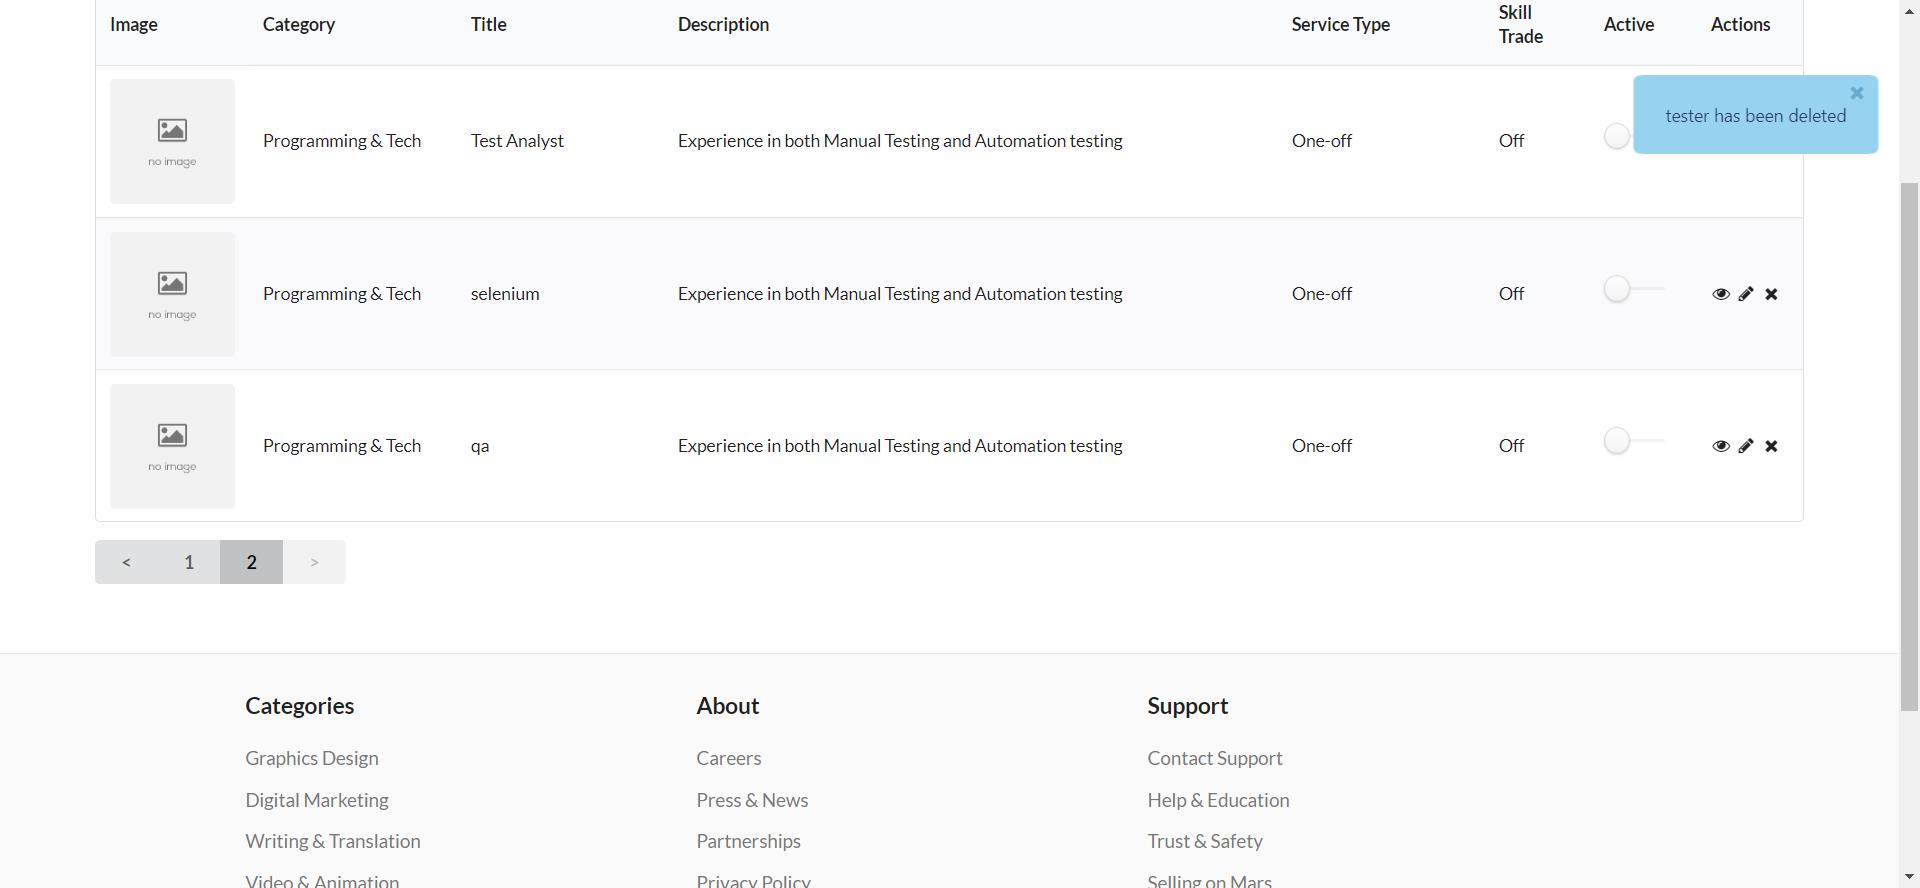 Image Category Title Description Service Type Skill Trade Active Actions
tester has been deleted
no image Programming & Tech Test Analyst Experience in both Manual Testing and Automation testing One-off Off
no image Programming & Tech selenium Experience in both Manual Testing and Automation testing One-off Off
no image Programming & Tech qa Experience in both Manual Testing and Automation testing One-off Off
< 1 2 >
Categories
Graphics Design
Digital Marketing
Writing & Translation
Video & Animation
About
Careers
Press & News
Partnerships
Privacy Policy
Support
Contact Support
Help & Education
Trust & Safety
Selling on Mars